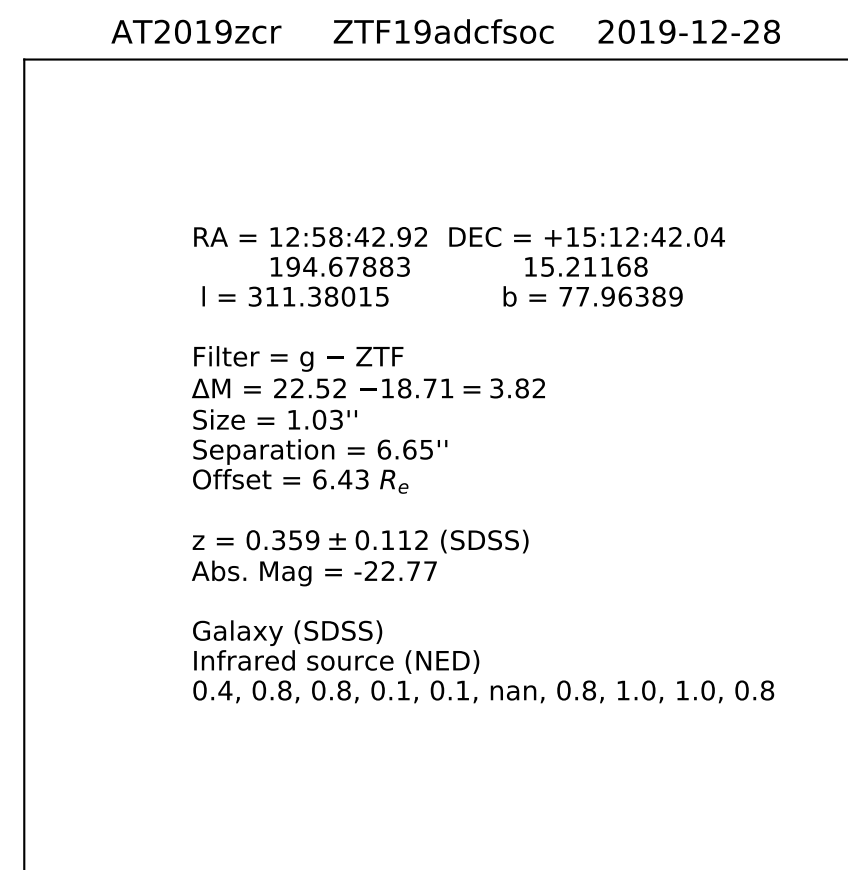 AT2019zcr ZTF19adcfsoc 2019-12-28
RA = 12:58:42.92 DEC = +15:12:42.04
194.67883 15.21168
l = 311.38015 b = 77.96389
Filter = g − ZTF
ΔM = 22.52 −18.71 = 3.82
Size = 1.03''
Separation = 6.65''
Offset = 6.43 Re
z = 0.359 ± 0.112 (SDSS)
Abs. Mag = -22.77
Galaxy (SDSS)
Infrared source (NED)
0.4, 0.8, 0.8, 0.1, 0.1, nan, 0.8, 1.0, 1.0, 0.8